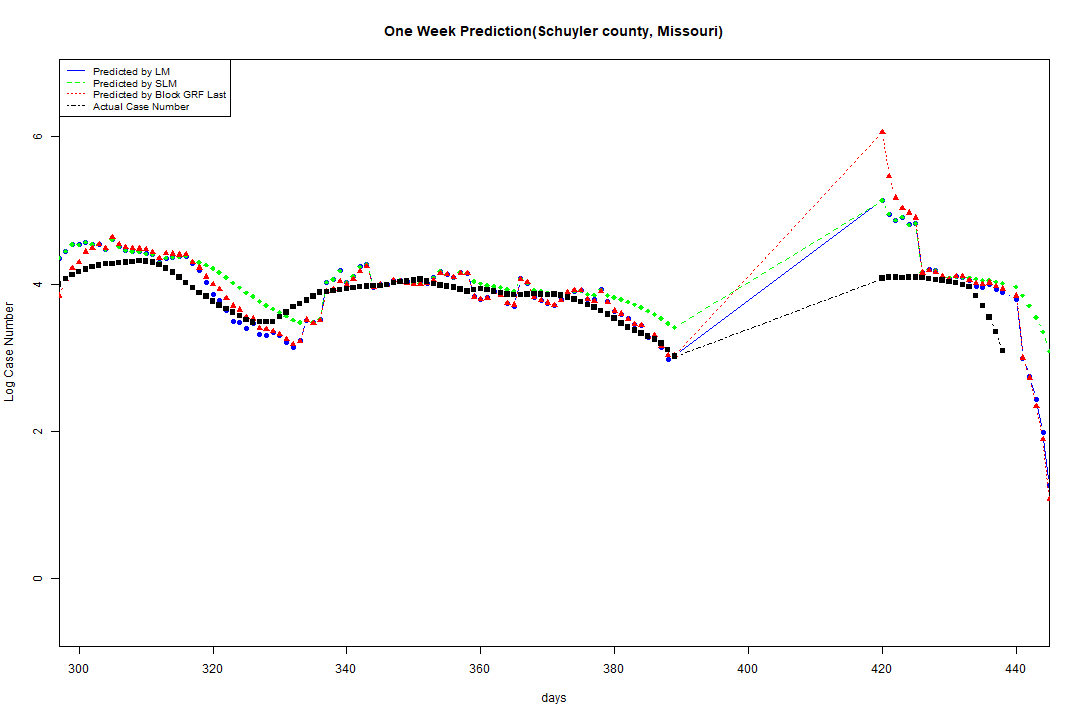 One Week Prediction(Schuyler county, Missouri)
Predicted by LM
Predicted by SLM
Predicted by Block GRF Last
Actual Case Number
Log Case Number
6
4
2
0
300 320 340 360 380 400 420 440
days